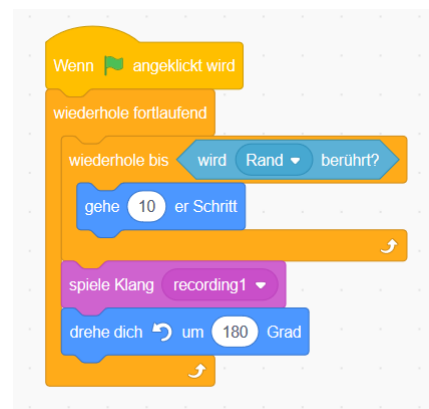 Wenn angeklickt wird
wiederhole fortlaufend
wiederhole bis wird Rand berührt?
gehe 10 er Schritt
spiele Klang recording1
drehe dich um 180 Grad